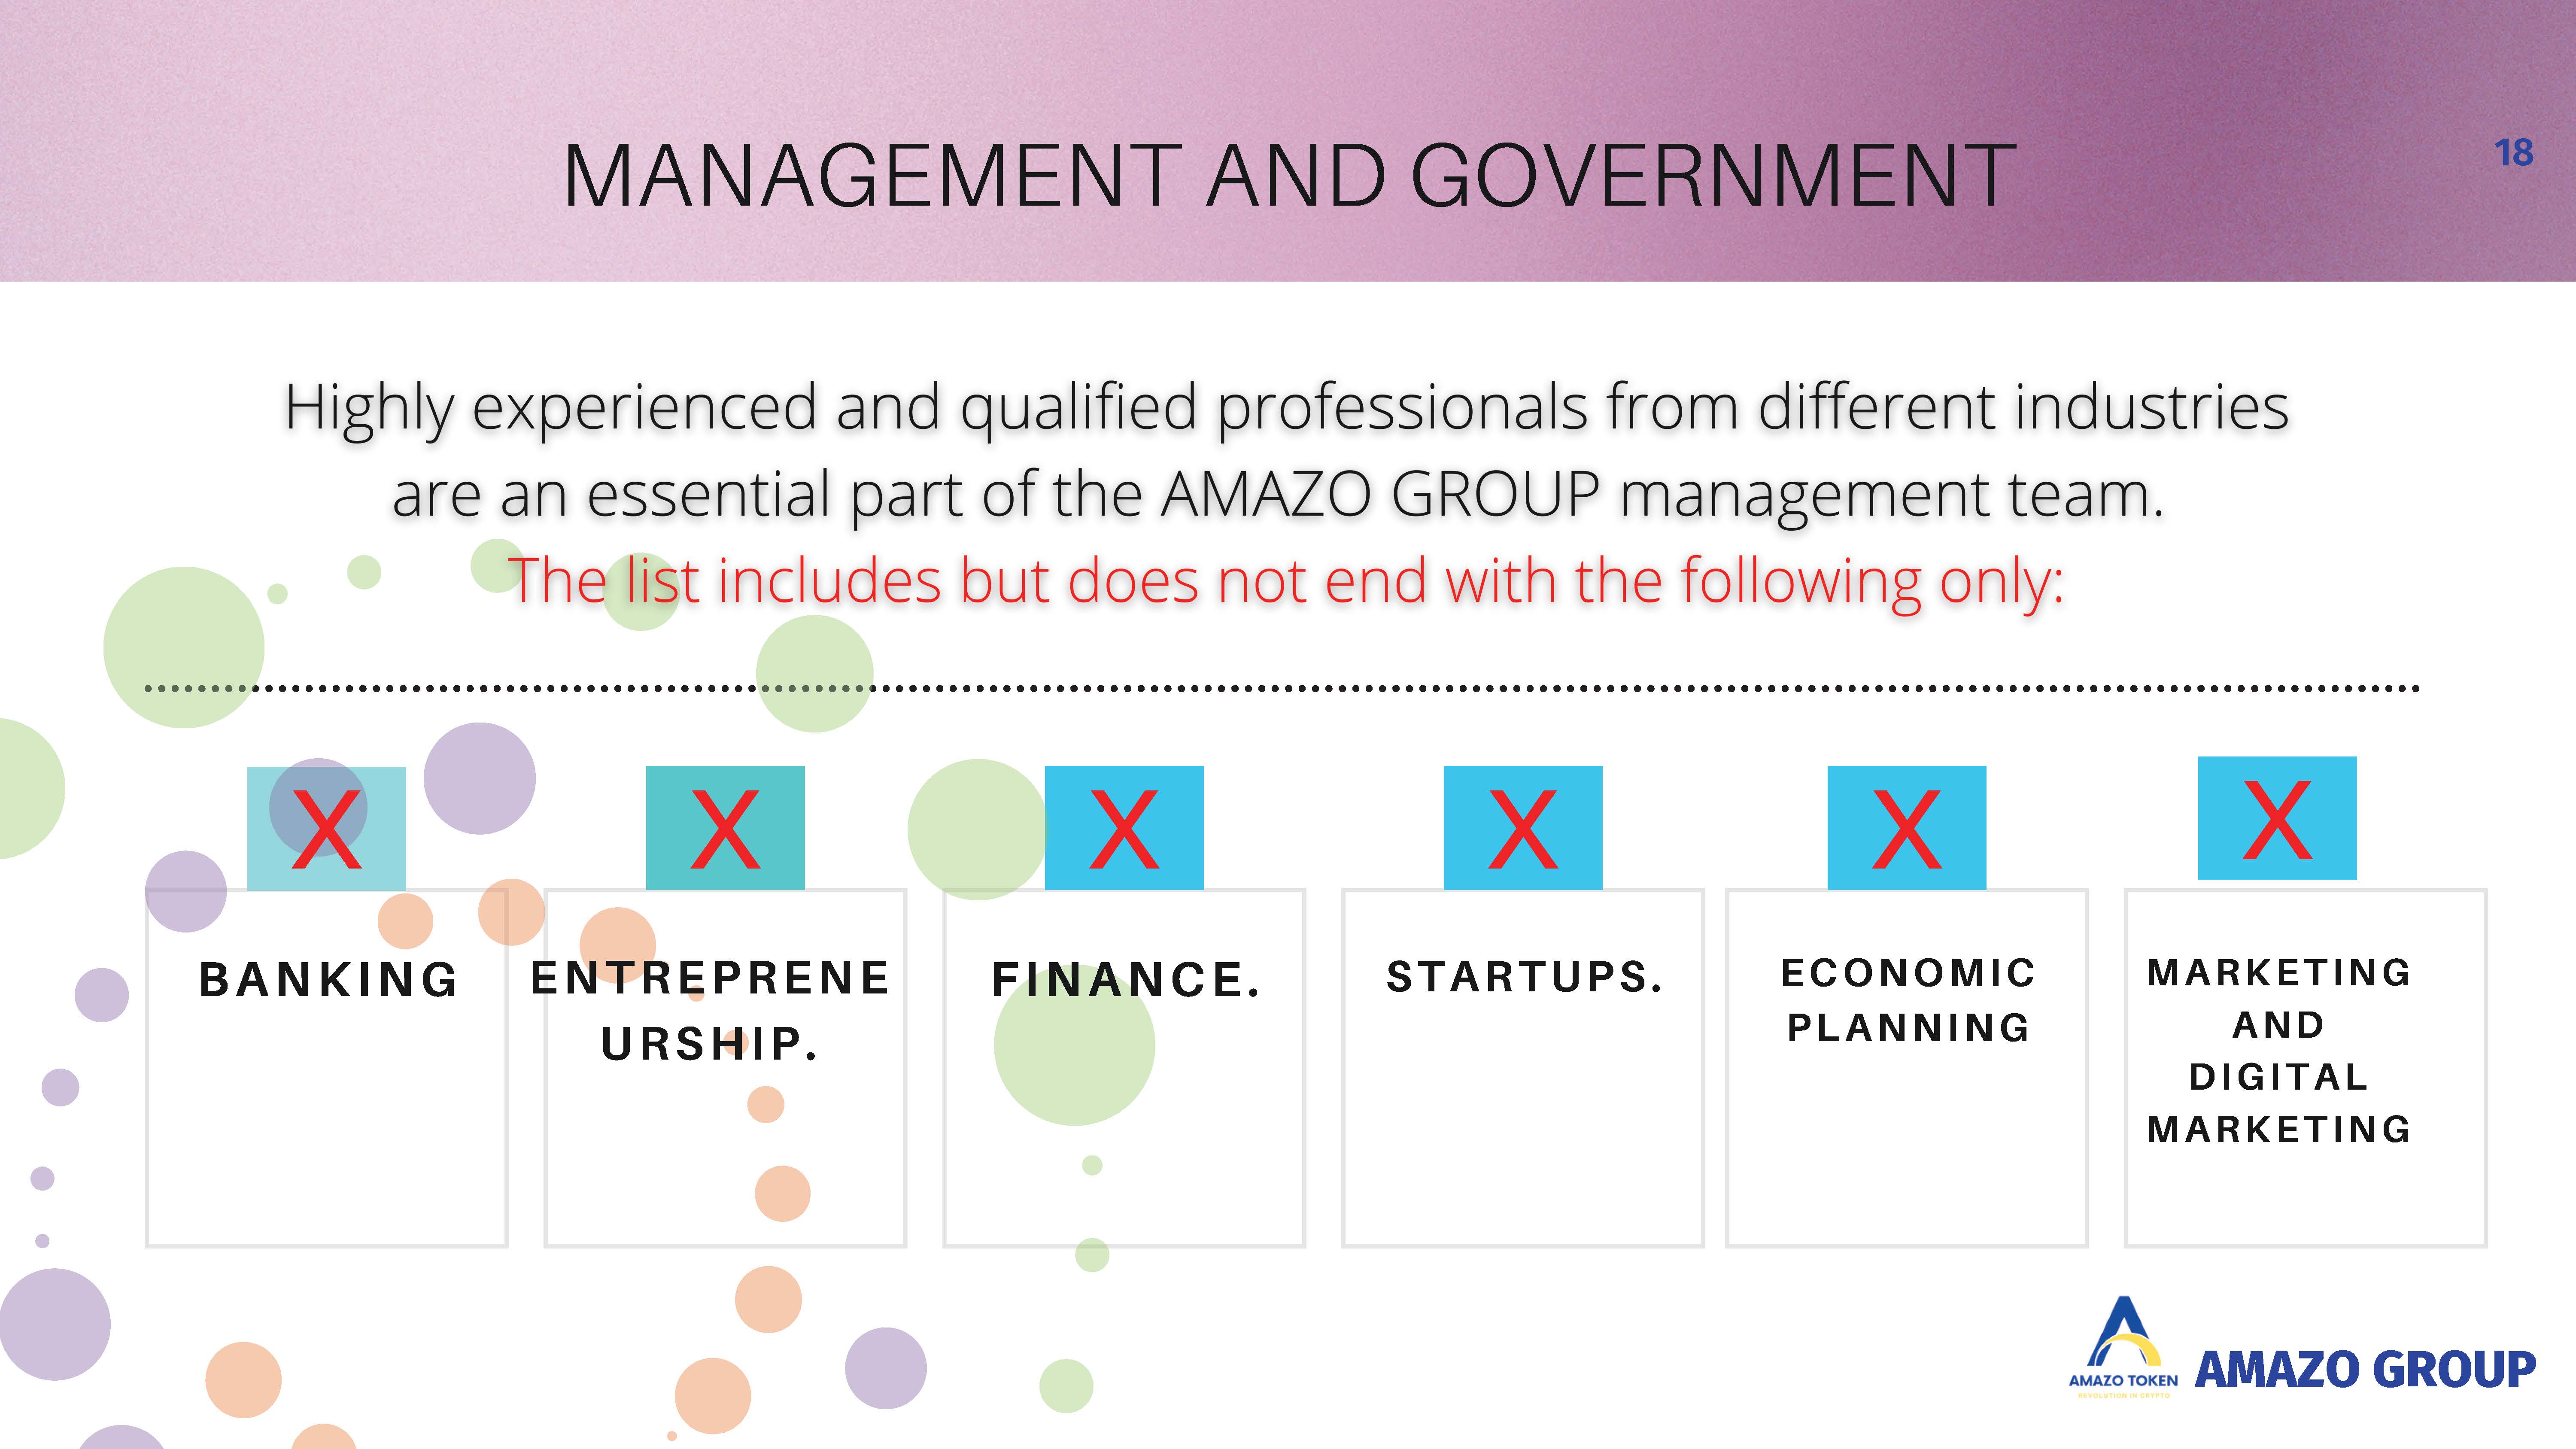 MANAGEMENT AND GOVERNMENT
18
Highly experienced and qualified professionals from different industries
are an essential part of the AMAZO GROUP management team.
The list includes but does not end with the following only:
X
BANKING
X
ENTREPRENE
URSHIP.
X
FINANCE.
X
STARTUPS.
X
ECONOMIC
PLANNING
X
MARKETING
AND
DIGITAL
MARKETING
AMAZO TOKEN
REVOLUTION IN CRYPTO
AMAZO GROUP